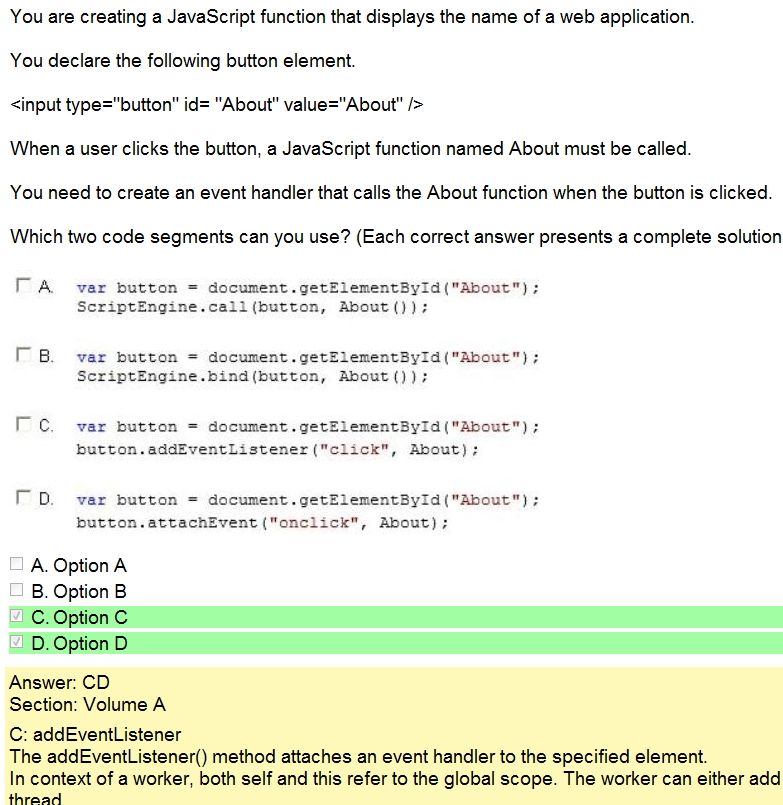 You are creating a JavaScript function that displays the name of a web application.
You declare the following button element.
<input type="button" id= "About" value="About" />
When a user clicks the button, a JavaScript function named About must be called.
You need to create an event handler that calls the About function when the button is clicked.
Which two code segments can you use? (Each correct answer presents a complete solution
A. var button = document.getElementById("About");
ScriptEngine.call(button, About());
B. var button = document.getElementById("About");
ScriptEngine.bind(button, About());
C. var button = document.getElementById("About");
button.addEventListener("click", About);
D. var button = document.getElementById("About");
button.attachEvent("onclick", About);
A. Option A
B. Option B
C. Option C
D. Option D
Answer: CD
Section: Volume A
C: addEventListener
The addEventListener() method attaches an event handler to the specified element.
In context of a worker, both self and this refer to the global scope. The worker can either add
thread